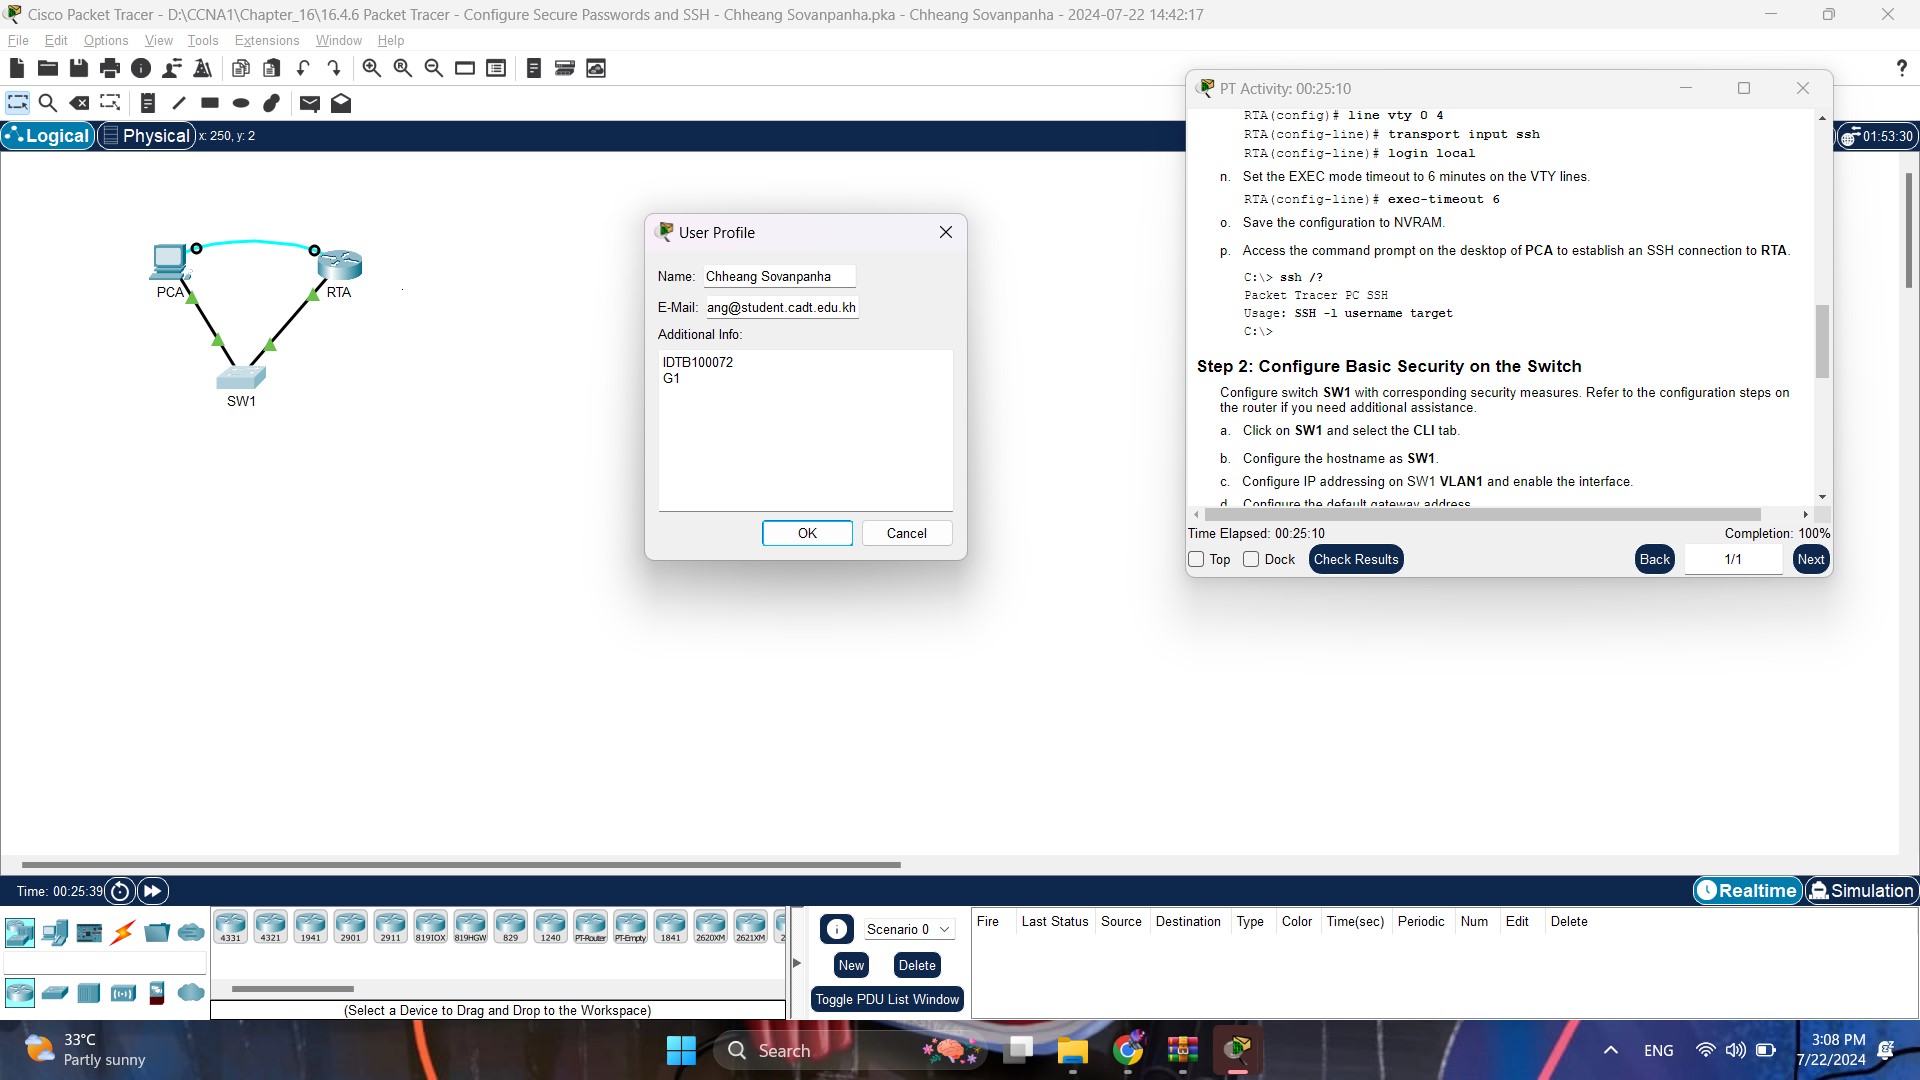 Cisco Packet Tracer - D:\CCNA1\Chapter_16\16.4.6 Packet Tracer - Configure Secure Passwords and SSH - Chheang Sovanpanha.pka - Chheang Sovanpanha - 2024-07-22 14:42:17
File Edit Options View Tools Extensions Window Help
?
Logical Physical x: 250, y: 2
01:53:30
PCA
RTA
SW1
User Profile
Name: Chheang Sovanpanha
E-Mail: ang@student.cadt.edu.kh
Additional Info:
IDTB100072
G1
OK Cancel
PT Activity: 00:25:10
RTA(config)# line vty 0 4
RTA(config-line)# transport input ssh
RTA(config-line)# login local
n. Set the EXEC mode timeout to 6 minutes on the VTY lines.
RTA(config-line)# exec-timeout 6
o. Save the configuration to NVRAM.
p. Access the command prompt on the desktop of PCA to establish an SSH connection to RTA.
C:\> ssh /?
Packet Tracer PC SSH
Usage: SSH -l username target
C:\>
Step 2: Configure Basic Security on the Switch
Configure switch SW1 with corresponding security measures. Refer to the configuration steps on
the router if you need additional assistance.
a. Click on SW1 and select the CLI tab.
b. Configure the hostname as SW1.
c. Configure IP addressing on SW1 VLAN1 and enable the interface.
d. Configure the default gateway address.
Time Elapsed: 00:25:10 Completion: 100%
Top Dock Check Results Back 1/1 Next
Time: 00:25:39
Realtime Simulation
4331 4321 1941 2901 2911 819IOX 819HGW 829 1240 PT-Router PT-Empty 1841 2620XM 2621XM 2
(Select a Device to Drag and Drop to the Workspace)
Scenario 0
New Delete
Toggle PDU List Window
Fire Last Status Source Destination Type Color Time(sec) Periodic Num Edit Delete
33°C
Partly sunny
Search
ENG
3:08 PM
7/22/2024